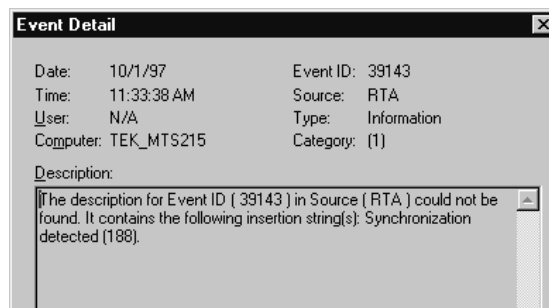 Event Detail
Date: 10/1/97 Event ID: 39143
Time: 11:33:38 AM Source: RTA
User: N/A Type: Information
Computer: TEK_MTS215 Category: (1)
Description:
The description for Event ID ( 39143 ) in Source ( RTA ) could not be
found. It contains the following insertion string(s): Synchronization
detected (188).